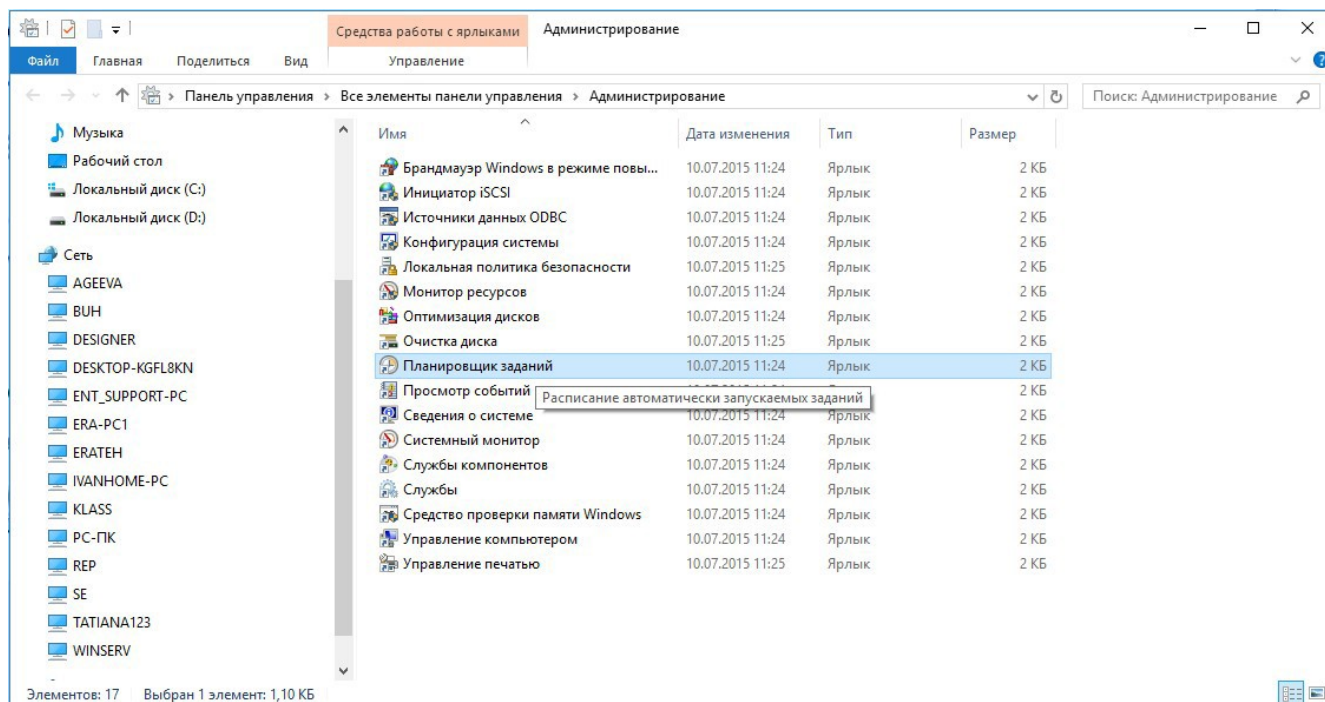 Средства работы с ярлыками Администрирование
Файл Главная Поделиться Вид Управление
Панель управления Все элементы панели управления Администрирование Поиск: Администрирование
Музыка
Рабочий стол
Локальный диск (C:)
Локальный диск (D:)
Сеть
AGEEVA
BUH
DESIGNER
DESKTOP-KGFL8KN
ENT_SUPPORT-PC
ERA-PC1
ERATEH
IVANHOME-PC
KLASS
PC-ПК
REP
SE
TATIANA123
WINSERV
Имя Дата изменения Тип Размер
Брандмауэр Windows в режиме повы... 10.07.2015 11:24 Ярлык 2 КБ
Инициатор iSCSI 10.07.2015 11:24 Ярлык 2 КБ
Источники данных ODBC 10.07.2015 11:24 Ярлык 2 КБ
Конфигурация системы 10.07.2015 11:24 Ярлык 2 КБ
Локальная политика безопасности 10.07.2015 11:25 Ярлык 2 КБ
Монитор ресурсов 10.07.2015 11:24 Ярлык 2 КБ
Оптимизация дисков 10.07.2015 11:24 Ярлык 2 КБ
Очистка диска 10.07.2015 11:25 Ярлык 2 КБ
Планировщик заданий 10.07.2015 11:24 Ярлык 2 КБ
Просмотр событий 2 КБ
Расписание автоматически запускаемых заданий
Сведения о системе 10.07.2015 11:24 Ярлык 2 КБ
Системный монитор 10.07.2015 11:24 Ярлык 2 КБ
Службы компонентов 10.07.2015 11:24 Ярлык 2 КБ
Службы 10.07.2015 11:24 Ярлык 2 КБ
Средство проверки памяти Windows 10.07.2015 11:24 Ярлык 2 КБ
Управление компьютером 10.07.2015 11:24 Ярлык 2 КБ
Управление печатью 10.07.2015 11:25 Ярлык 2 КБ
Элементов: 17 Выбран 1 элемент: 1,10 КБ